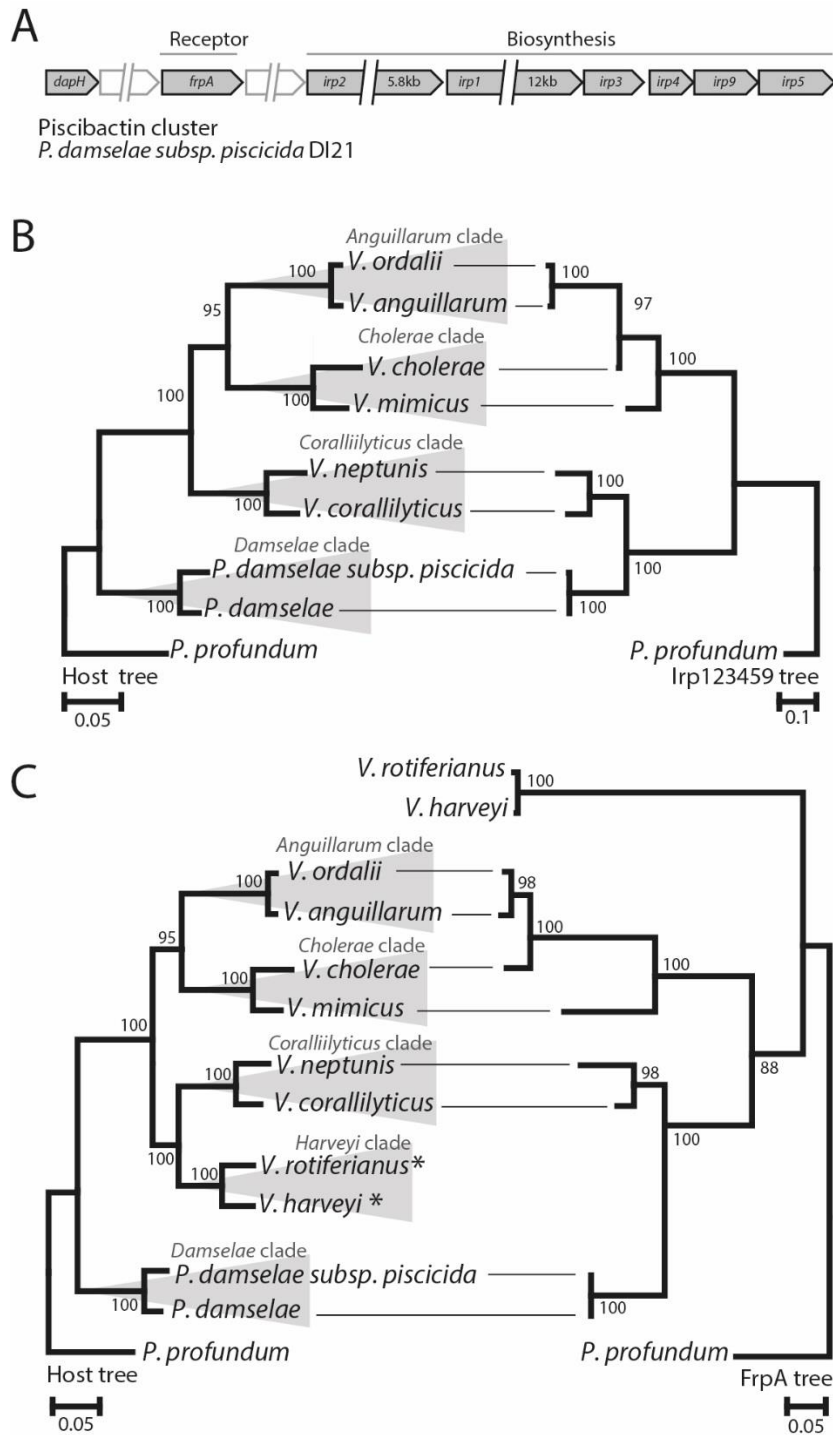 A
Receptor
Biosynthesis
dapH
frpA
irp2
5.8kb
irp1
12kb
irp3
irp4
irp9
irp5
Piscibactin cluster
P. damselae subsp. piscicida DI21
B
Anguillarum clade
100
V. ordalii
100
V. anguillarum
95
97
Cholerae clade
V. cholerae
100
100
V. mimicus
100
Coralliilyticus clade
V. neptunis
100
100
V. corallilyticus
Damselae clade
P. damselae subsp. piscicida
100
100
P. damselae
100
P. profundum
P. profundum
Host tree
Irp123459 tree
0.05
0.1
C
V. rotiferianus
100
V. harveyi
Anguillarum clade
100
V. ordalii
98
V. anguillarum
95
100
Cholerae clade
V. cholerae
100
100
V. mimicus
100
Coralliilyticus clade
V. neptunis
100
98
88
V. corallilyticus
100
Harveyi clade
100
100
V. rotiferianus*
V. harveyi *
Damselae clade
P. damselae subsp. piscicida
100
100
P. damselae
P. profundum
P. profundum
Host tree
FrpA tree
0.05
0.05